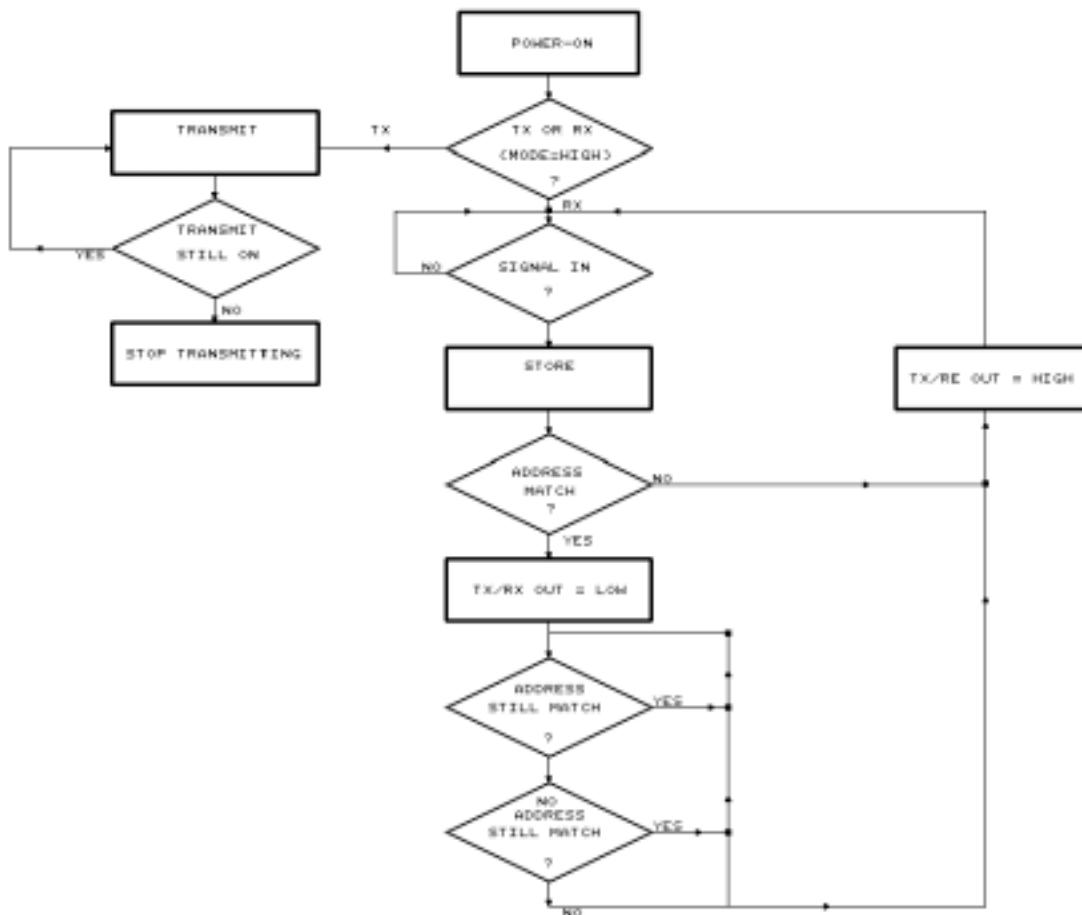 POWER-ON
TRANSMIT
TX
TX OR RX
(MODE=HIGH)
?
RX
TRANSMIT
STILL ON
YES
NO
SIGNAL IN
?
NO
STOP TRANSMITTING
STORE
TX/RE OUT = HIGH
ADDRESS
MATCH
?
NO
YES
TX/RX OUT = LOW
ADDRESS
STILL MATCH
?
YES
NO
ADDRESS
STILL MATCH
?
YES
NO